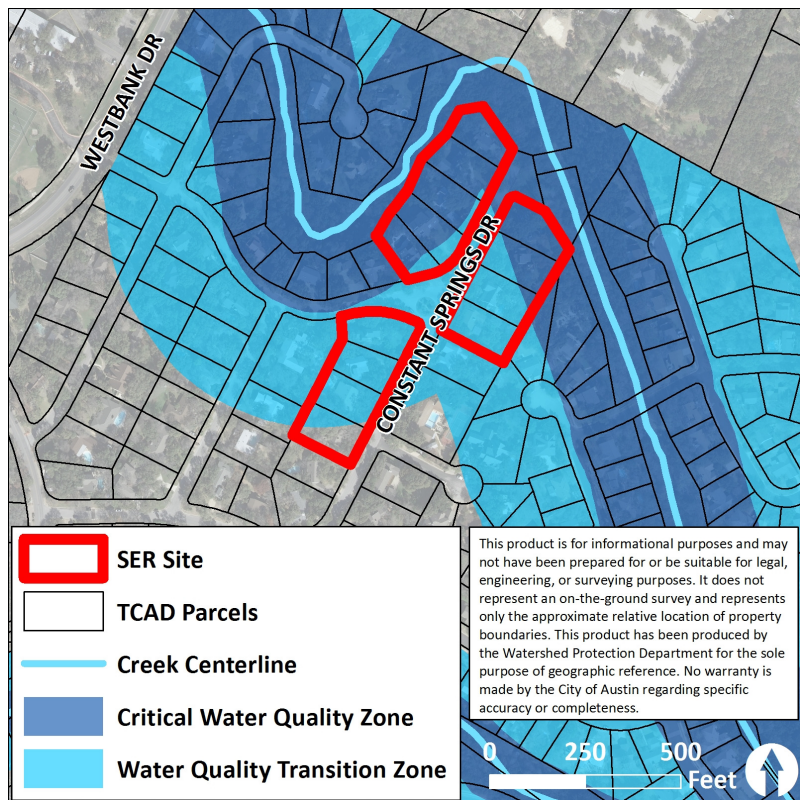 WESTBANK DR
CONSTANT SPRINGS DR
SER Site
TCAD Parcels
Creek Centerline
Critical Water Quality Zone
Water Quality Transition Zone
This product is for informational purposes and may
not have been prepared for or be suitable for legal,
engineering, or surveying purposes. It does not
represent an on-the-ground survey and represents
only the approximate relative location of property
boundaries. This product has been produced by
the Watershed Protection Department for the sole
purpose of geographic reference. No warranty is
made by the City of Austin regarding specific
accuracy or completeness.
0 250 500
Feet